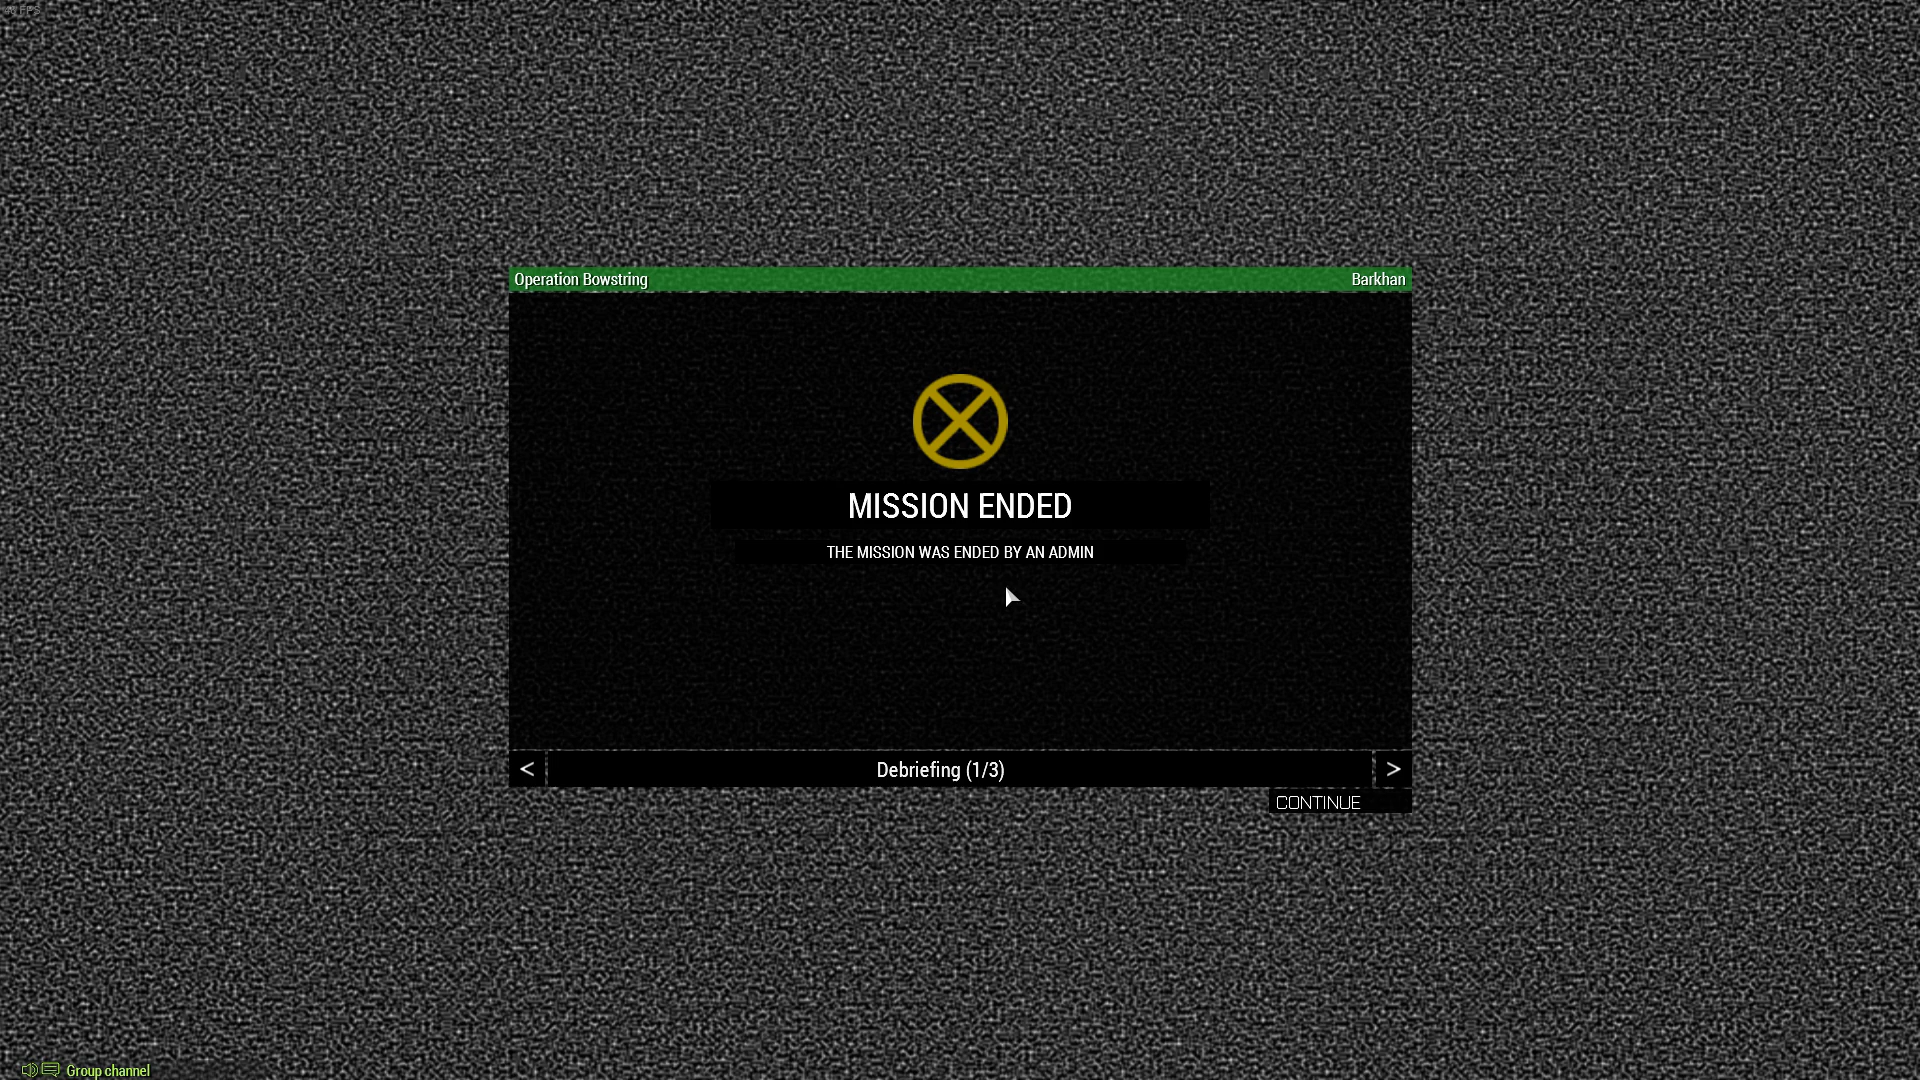 Operation Bowstring
Barkhan
MISSION ENDED
THE MISSION WAS ENDED BY AN ADMIN
< Debriefing (1/3) >
CONTINUE
Group channel